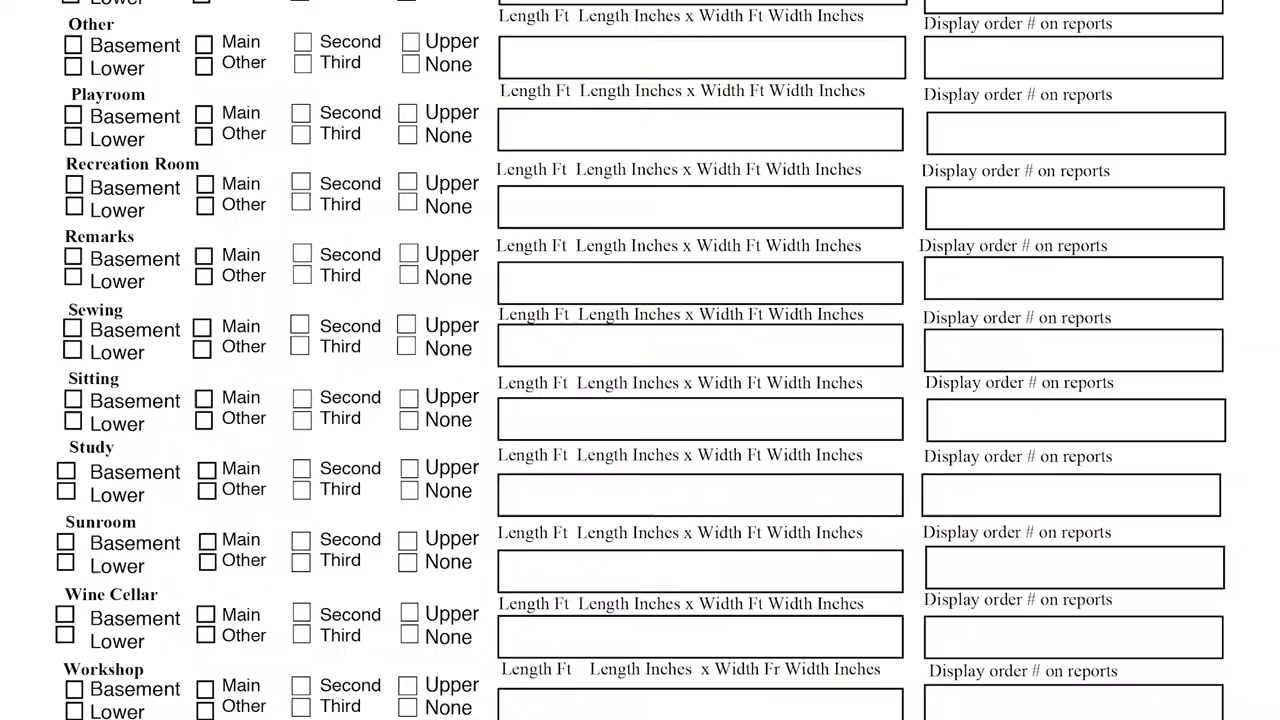 Length Ft Length Inches x Width Ft Width Inches
Other Display order # on reports
Basement Main Second Upper
Lower Other Third None
Playroom Length Ft Length Inches x Width Ft Width Inches Display order # on reports
Basement Main Second Upper
Lower Other Third None
Recreation Room Length Ft Length Inches x Width Ft Width Inches Display order # on reports
Basement Main Second Upper
Lower Other Third None
Remarks Length Ft Length Inches x Width Ft Width Inches Display order # on reports
Basement Main Second Upper
Lower Other Third None
Sewing Length Ft Length Inches x Width Ft Width Inches Display order # on reports
Basement Main Second Upper
Lower Other Third None
Sitting Length Ft Length Inches x Width Ft Width Inches Display order # on reports
Basement Main Second Upper
Lower Other Third None
Study Length Ft Length Inches x Width Ft Width Inches Display order # on reports
Basement Main Second Upper
Lower Other Third None
Sunroom Length Ft Length Inches x Width Ft Width Inches Display order # on reports
Basement Main Second Upper
Lower Other Third None
Wine Cellar Length Ft Length Inches x Width Ft Width Inches Display order # on reports
Basement Main Second Upper
Lower Other Third None
Workshop Length Ft Length Inches x Width Fr Width Inches Display order # on reports
Basement Main Second Upper
Lower Other Third None